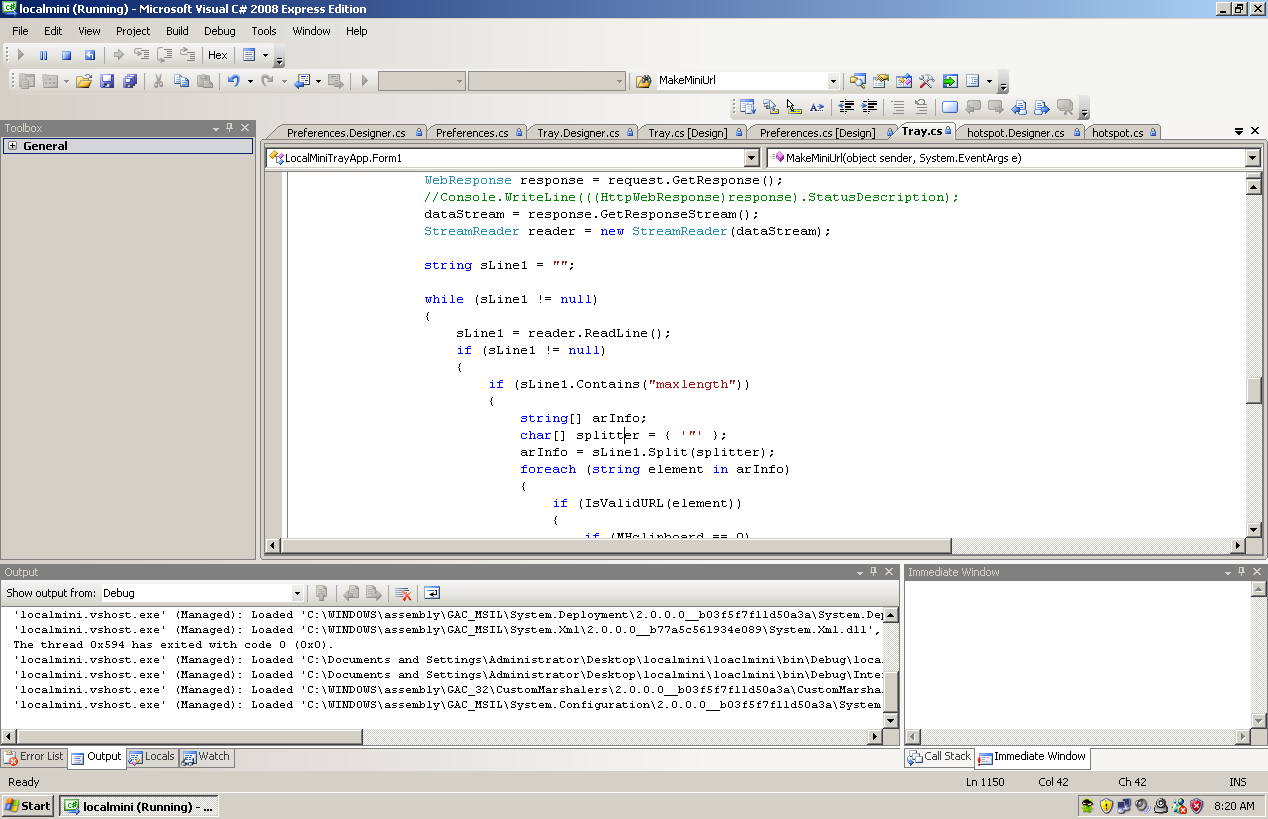 localmini (Running) - Microsoft Visual C# 2008 Express Edition
File Edit View Project Build Debug Tools Window Help
Hex
MakeMiniUrl
Toolbox
General
Preferences.Designer.cs Preferences.cs Tray.Designer.cs Tray.cs [Design] Preferences.cs [Design] Tray.cs hotspot.Designer.cs hotspot.cs
LocalMiniTrayApp.Form1 MakeMiniUrl(object sender, System.EventArgs e)
WebResponse response = request.GetResponse();
//Console.WriteLine(((HttpWebResponse)response).StatusDescription);
dataStream = response.GetResponseStream();
StreamReader reader = new StreamReader(dataStream);
string sLine1 = "";
while (sLine1 != null)
{
sLine1 = reader.ReadLine();
if (sLine1 != null)
{
if (sLine1.Contains("maxlength"))
{
string[] arInfo;
char[] splitter = { '"' };
arInfo = sLine1.Split(splitter);
foreach (string element in arInfo)
{
if (IsValidURL(element))
{
if (MHclipboard == 0)
Output
Show output from: Debug
'localmini.vshost.exe' (Managed): Loaded 'C:\WINDOWS\assembly\GAC_MSIL\System.Deployment\2.0.0.0__b03f5f7f11d50a3a\System.De
'localmini.vshost.exe' (Managed): Loaded 'C:\WINDOWS\assembly\GAC_MSIL\System.Xml\2.0.0.0__b77a5c561934e089\System.Xml.dll',
The thread 0x594 has exited with code 0 (0x0).
'localmini.vshost.exe' (Managed): Loaded 'C:\Documents and Settings\Administrator\Desktop\localmini\loaclmini\bin\Debug\loca
'localmini.vshost.exe' (Managed): Loaded 'C:\Documents and Settings\Administrator\Desktop\localmini\loaclmini\bin\Debug\Inte
'localmini.vshost.exe' (Managed): Loaded 'C:\WINDOWS\assembly\GAC_32\CustomMarshalers\2.0.0.0__b03f5f7f11d50a3a\CustomMarsha
'localmini.vshost.exe' (Managed): Loaded 'C:\WINDOWS\assembly\GAC_MSIL\System.Configuration\2.0.0.0__b03f5f7f11d50a3a\System
Immediate Window
Error List Output Locals Watch
Call Stack Immediate Window
Ready Ln 1150 Col 42 Ch 42 INS
Start localmini (Running) - ... 8:20 AM